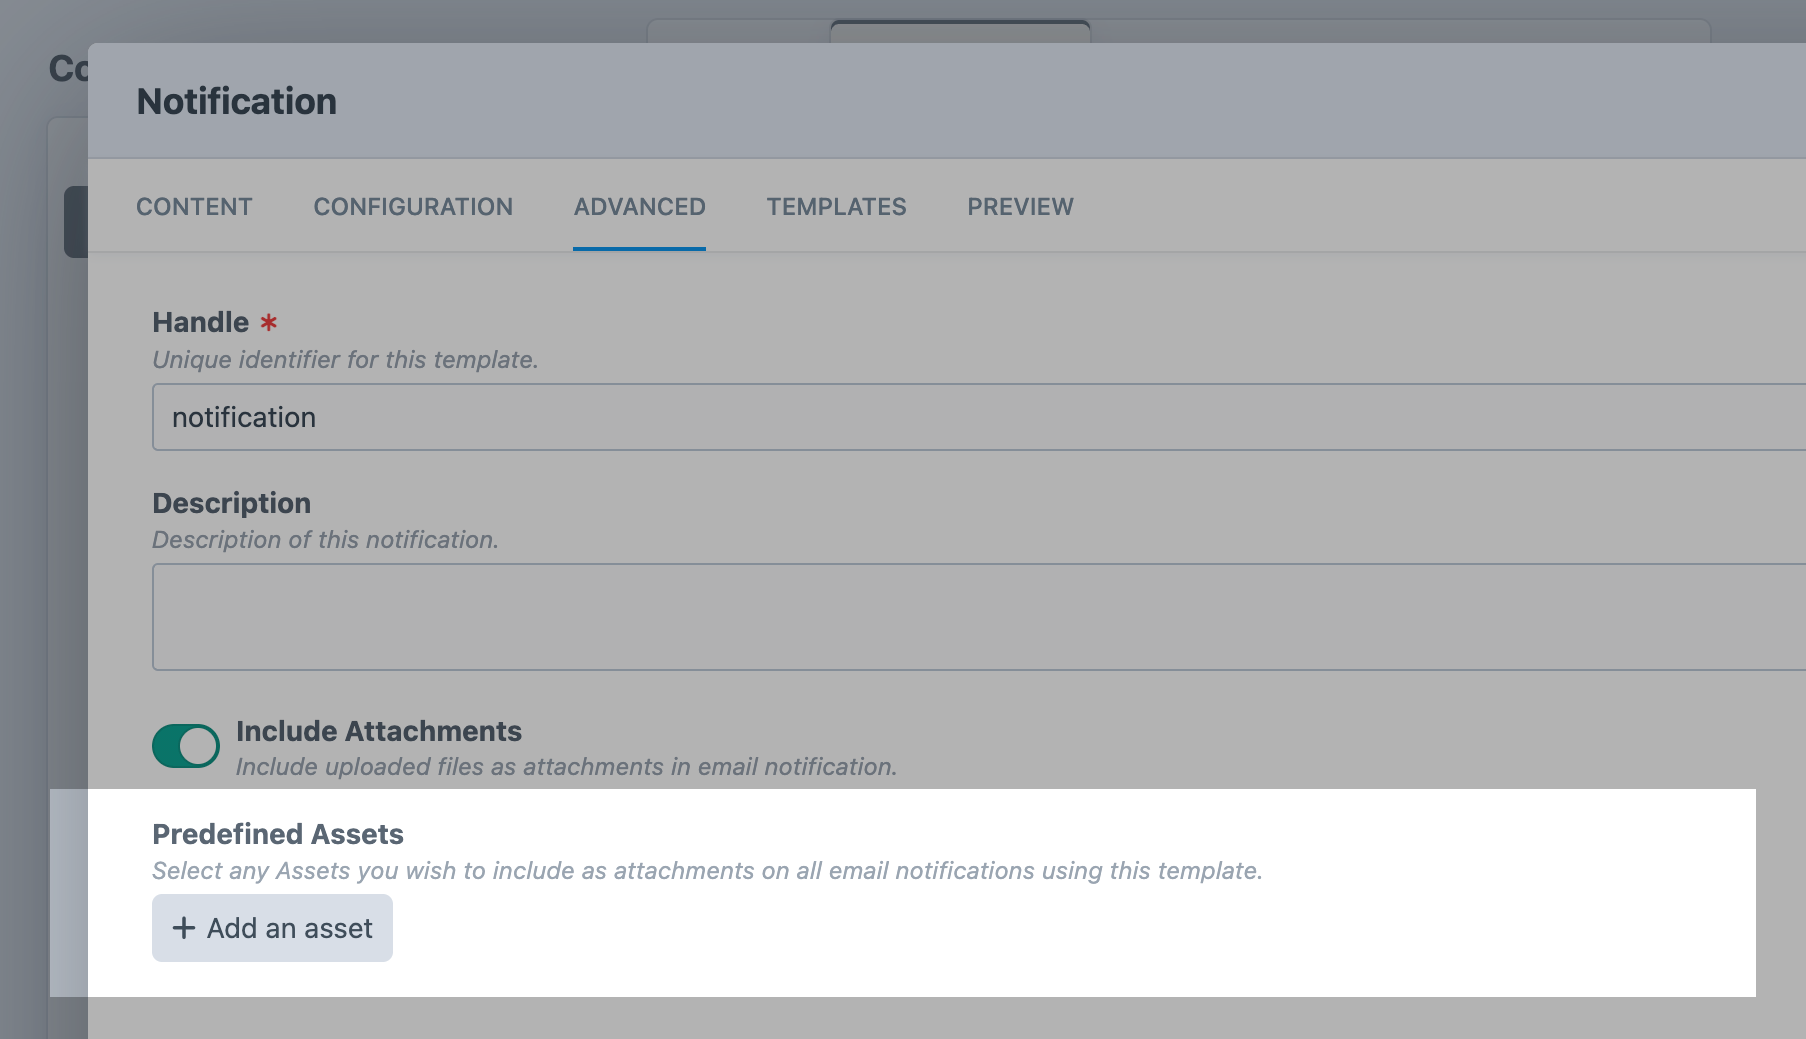 Notification
CONTENT CONFIGURATION ADVANCED TEMPLATES PREVIEW
Handle *
Unique identifier for this template.
notification
Description
Description of this notification.
Include Attachments
Include uploaded files as attachments in email notification.
Predefined Assets
Select any Assets you wish to include as attachments on all email notifications using this template.
+ Add an asset